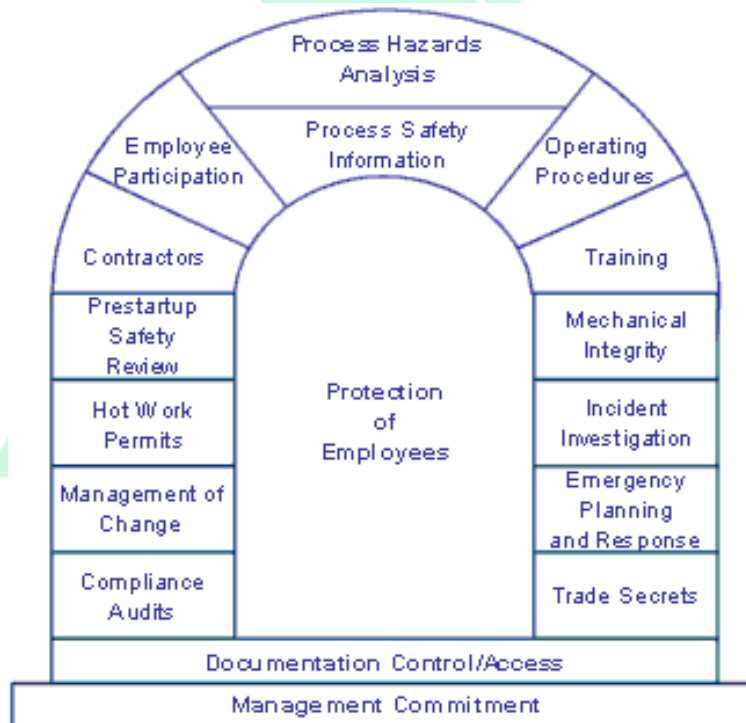 Process Hazards
Analysis
Process Safety
Information
Employee
Participation
Operating
Procedures
Contractors
Training
Prestartup
Safety
Review
Mechanical
Integrity
Hot Work
Permits
Protection
of
Employees
Incident
Investigation
Management of
Change
Emergency
Planning
and Response
Compliance
Audits
Trade Secrets
Documentation Control/Access
Management Commitment